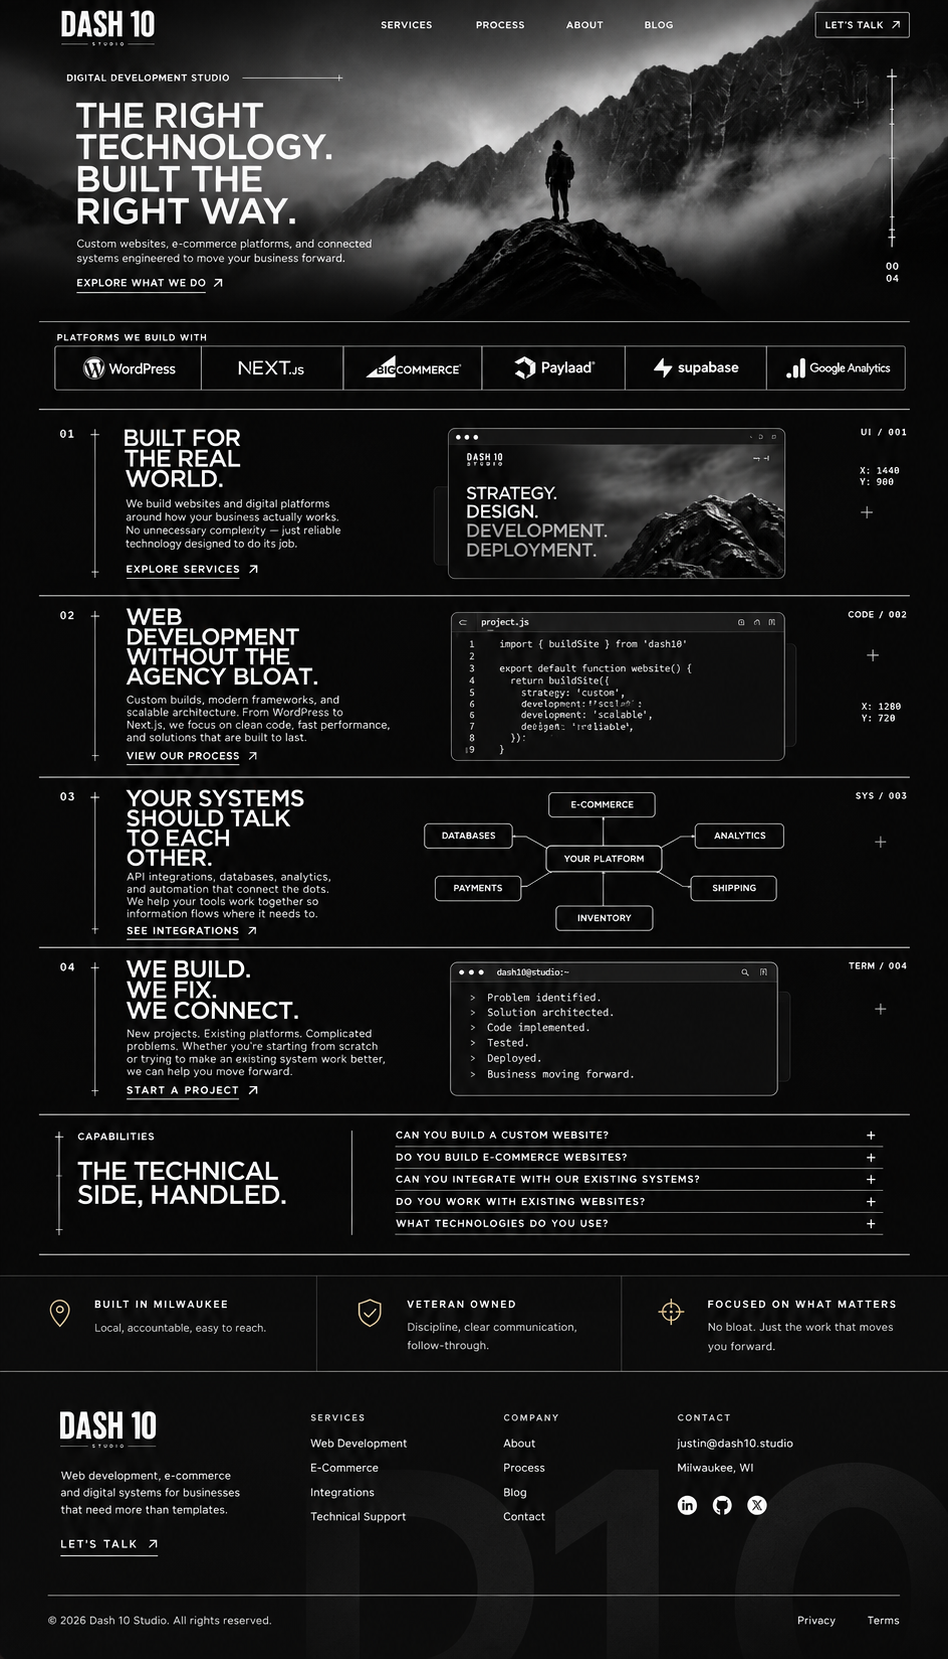 DASH 10
STUDIO
SERVICES
PROCESS
ABOUT
BLOG
LET'S TALK
DIGITAL DEVELOPMENT STUDIO
THE RIGHT
TECHNOLOGY.
BUILT THE
RIGHT WAY.
Custom websites, e-commerce platforms, and connected
systems engineered to move your business forward.
EXPLORE WHAT WE DO
00
04
PLATFORMS WE BUILD WITH
WordPress
NEXT.JS
BIGCOMMERCE
Paylaad
supabase
Google Analytics
01
BUILT FOR
THE REAL
WORLD.
We build websites and digital platforms
around how your business actually works.
No unnecessary complexity — just reliable
technology designed to do its job.
EXPLORE SERVICES
DASH 10
STUDIO
STRATEGY.
DESIGN.
DEVELOPMENT.
DEPLOYMENT.
UI / 001
X: 1440
Y: 900
02
WEB
DEVELOPMENT
WITHOUT THE
AGENCY BLOAT.
Custom builds, modern frameworks, and
scalable architecture. From WordPress to
Next.js, we focus on clean code, fast performance,
and solutions that are built to last.
VIEW OUR PROCESS
project.js
1 import { buildSite } from 'dash10'
2
3 export default function website() {
4 return buildSite({
5 strategy: 'custom',
6 development:
6 development: 'scalable',
7
8 });
9 }
CODE / 002
X: 1280
Y: 720
03
YOUR SYSTEMS
SHOULD TALK
TO EACH
OTHER.
API integrations, databases, analytics,
and automation that connect the dots.
We help your tools work together so
information flows where it needs to.
SEE INTEGRATIONS
E-COMMERCE
DATABASES
ANALYTICS
YOUR PLATFORM
PAYMENTS
SHIPPING
INVENTORY
SYS / 003
04
WE BUILD.
WE FIX.
WE CONNECT.
New projects. Existing platforms. Complicated
problems. Whether you're starting from scratch
or trying to make an existing system work better,
we can help you move forward.
START A PROJECT
dash10@studio:~
> Problem identified.
> Solution architected.
> Code implemented.
> Tested.
> Deployed.
> Business moving forward.
TERM / 004
CAPABILITIES
THE TECHNICAL
SIDE, HANDLED.
CAN YOU BUILD A CUSTOM WEBSITE? +
DO YOU BUILD E-COMMERCE WEBSITES? +
CAN YOU INTEGRATE WITH OUR EXISTING SYSTEMS? +
DO YOU WORK WITH EXISTING WEBSITES? +
WHAT TECHNOLOGIES DO YOU USE? +
BUILT IN MILWAUKEE
Local, accountable, easy to reach.
VETERAN OWNED
Discipline, clear communication,
follow-through.
FOCUSED ON WHAT MATTERS
No bloat. Just the work that moves
you forward.
DASH 10
STUDIO
Web development, e-commerce
and digital systems for businesses
that need more than templates.
LET'S TALK
SERVICES
Web Development
E-Commerce
Integrations
Technical Support
COMPANY
About
Process
Blog
Contact
CONTACT
justin@dash10.studio
Milwaukee, WI
in
X
D10
© 2026 Dash 10 Studio. All rights reserved.
Privacy
Terms